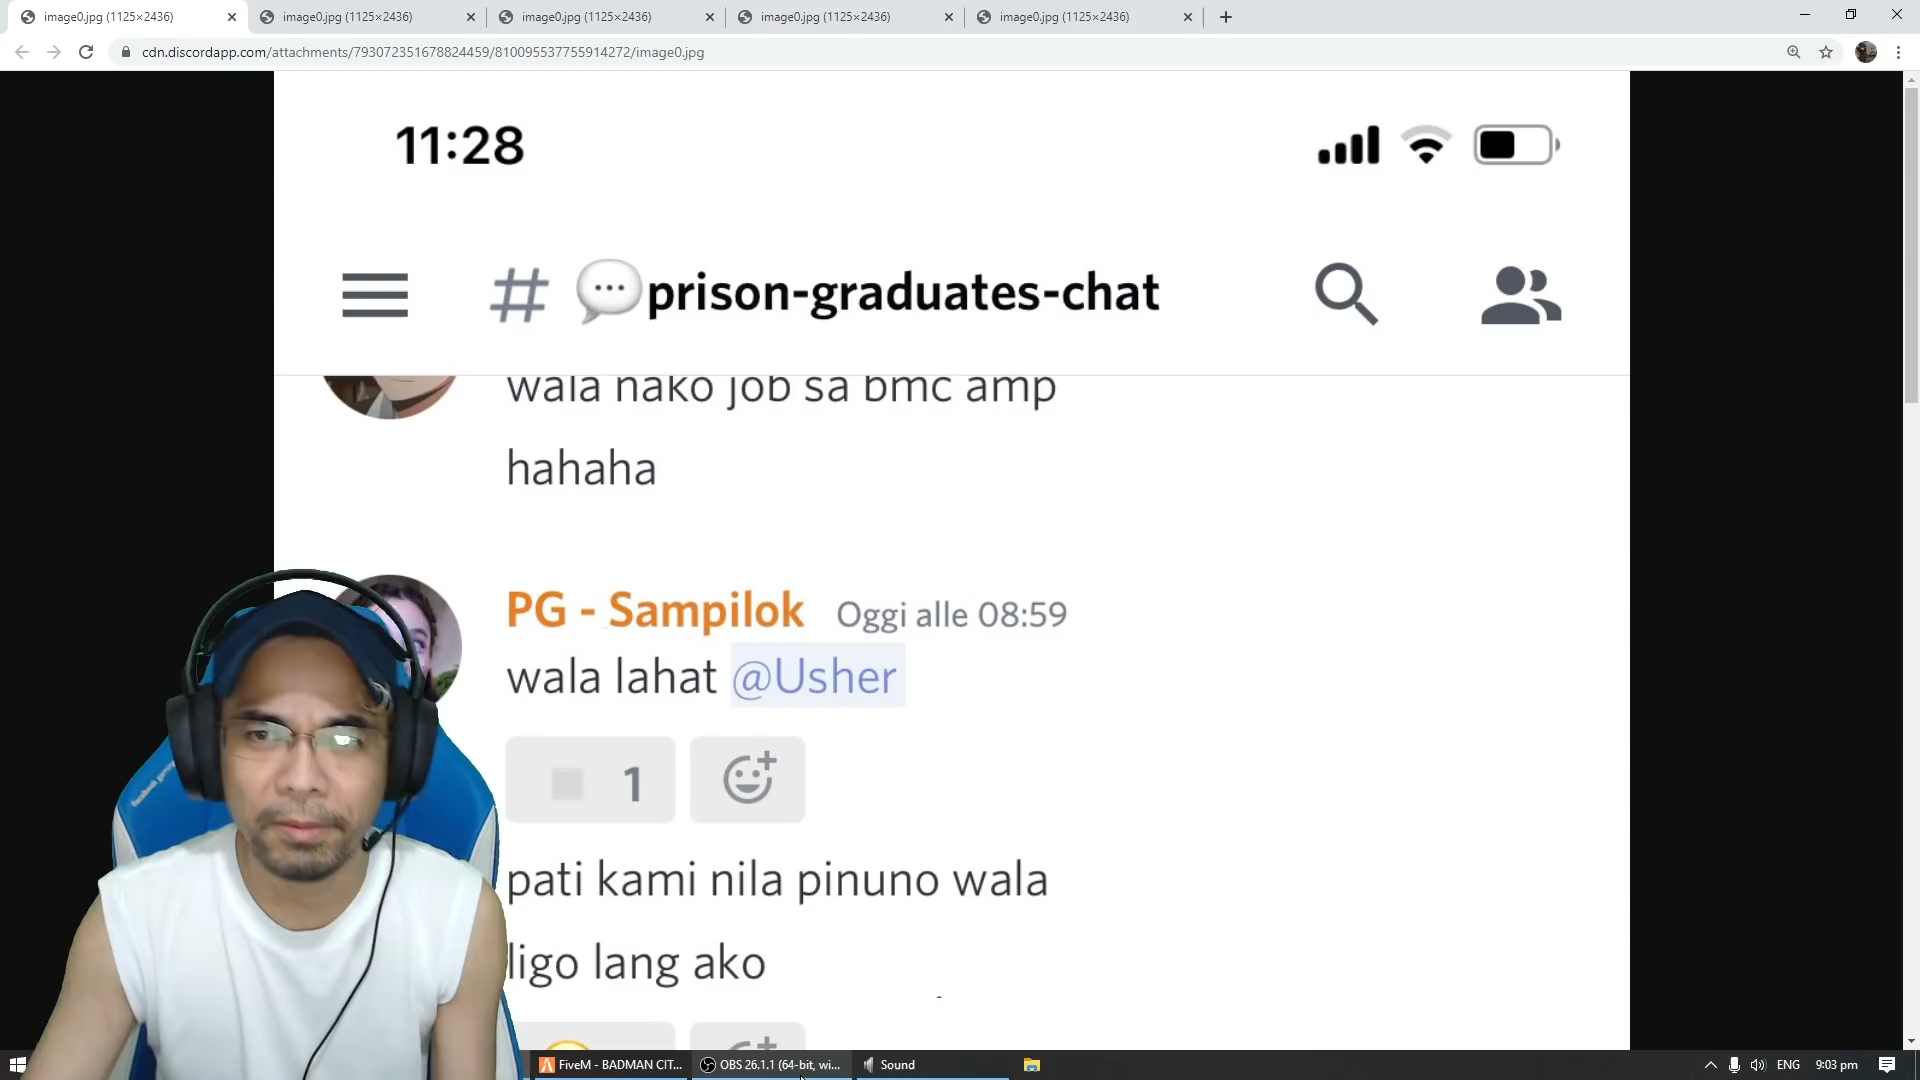 image0.jpg (1125×2436)
image0.jpg (1125×2436)
image0.jpg (1125×2436)
image0.jpg (1125×2436)
image0.jpg (1125×2436)
cdn.discordapp.com/attachments/793072351678824459/810095537755914272/image0.jpg
11:28
# prison-graduates-chat
wala nako job sa bmc amp
hahaha
PG - Sampilok Oggi alle 08:59
wala lahat @Usher
1
pati kami nila pinuno wala
ligo lang ako
FiveM - BADMAN CIT...
OBS 26.1.1 (64-bit, wi...
Sound
ENG
9:03 pm